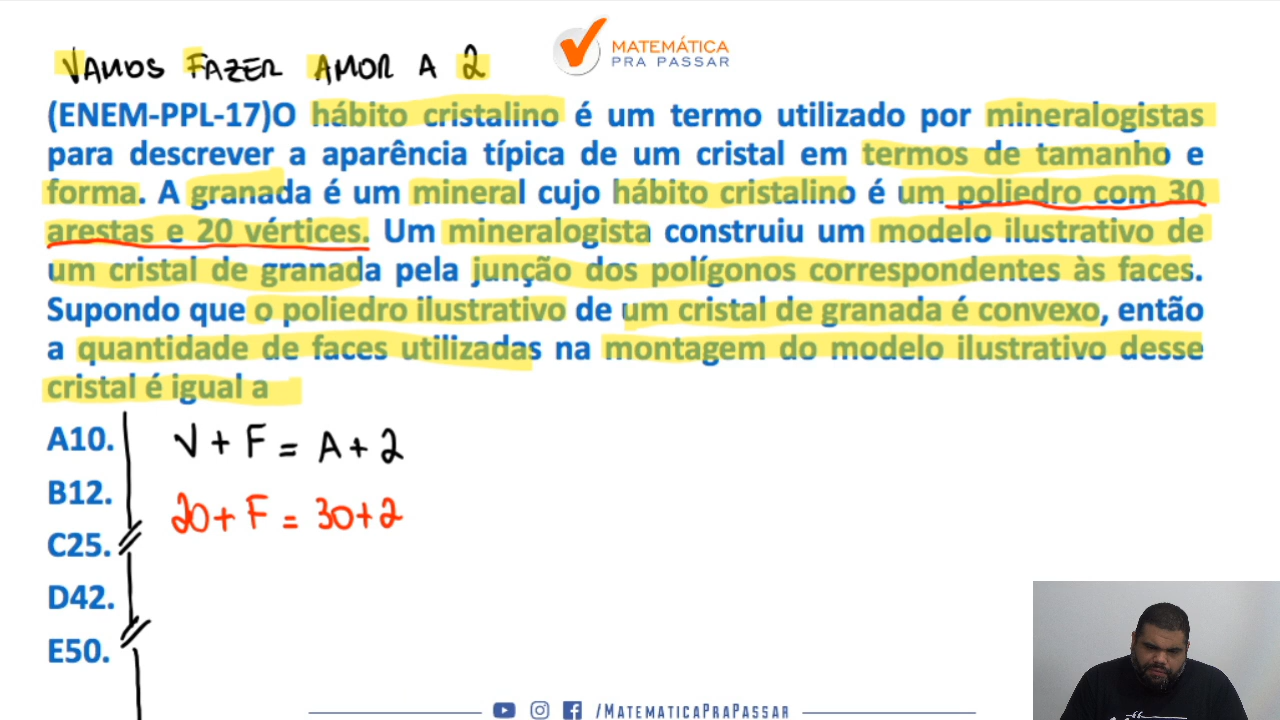 MATEMÁTICA
PRA PASSAR
VAMOS FAZER AMOR A 2
(ENEM-PPL-17)O hábito cristalino é um termo utilizado por mineralogistas
para descrever a aparência típica de um cristal em termos de tamanho e
forma. A granada é um mineral cujo hábito cristalino é um poliedro com 30
arestas e 20 vértices. Um mineralogista construiu um modelo ilustrativo de
um cristal de granada pela junção dos polígonos correspondentes às faces.
Supondo que o poliedro ilustrativo de um cristal de granada é convexo, então
a quantidade de faces utilizadas na montagem do modelo ilustrativo desse
cristal é igual a
A10.
V + F = A + 2
B12.
20 + F = 30 + 2
C25.
D42.
E50.
/MATEMATICAPRAPASSAR